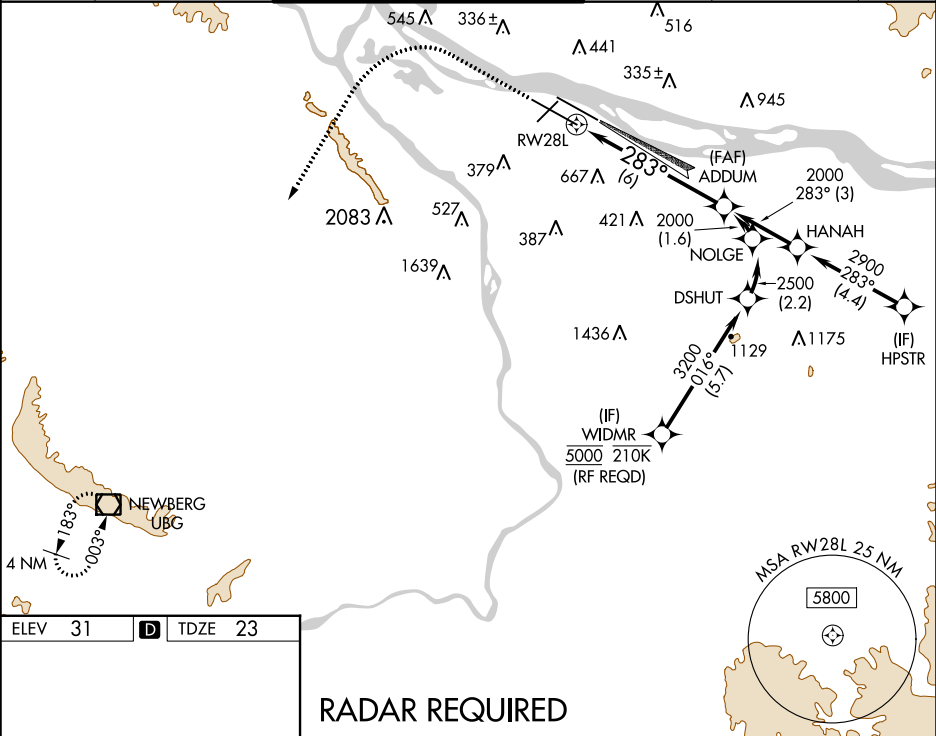 545
336±
516
441
335±
945
RW28L
283°
(6)
(FAF)
ADDUM
2000
283° (3)
379
667
2083
527
421
2000
(1.6)
HANAH
387
NOLGE
2900
283°
(4.4)
1639
DSHUT
2500
(2.2)
1436
1129
1175
(IF)
HPSTR
3200
016°
(5.7)
(IF)
WIDMR
5000 210K
(RF REQD)
NEWBERG
UBG
183°
003°
4 NM
MSA RW28L 25 NM
5800
ELEV 31 D TDZE 23
RADAR REQUIRED